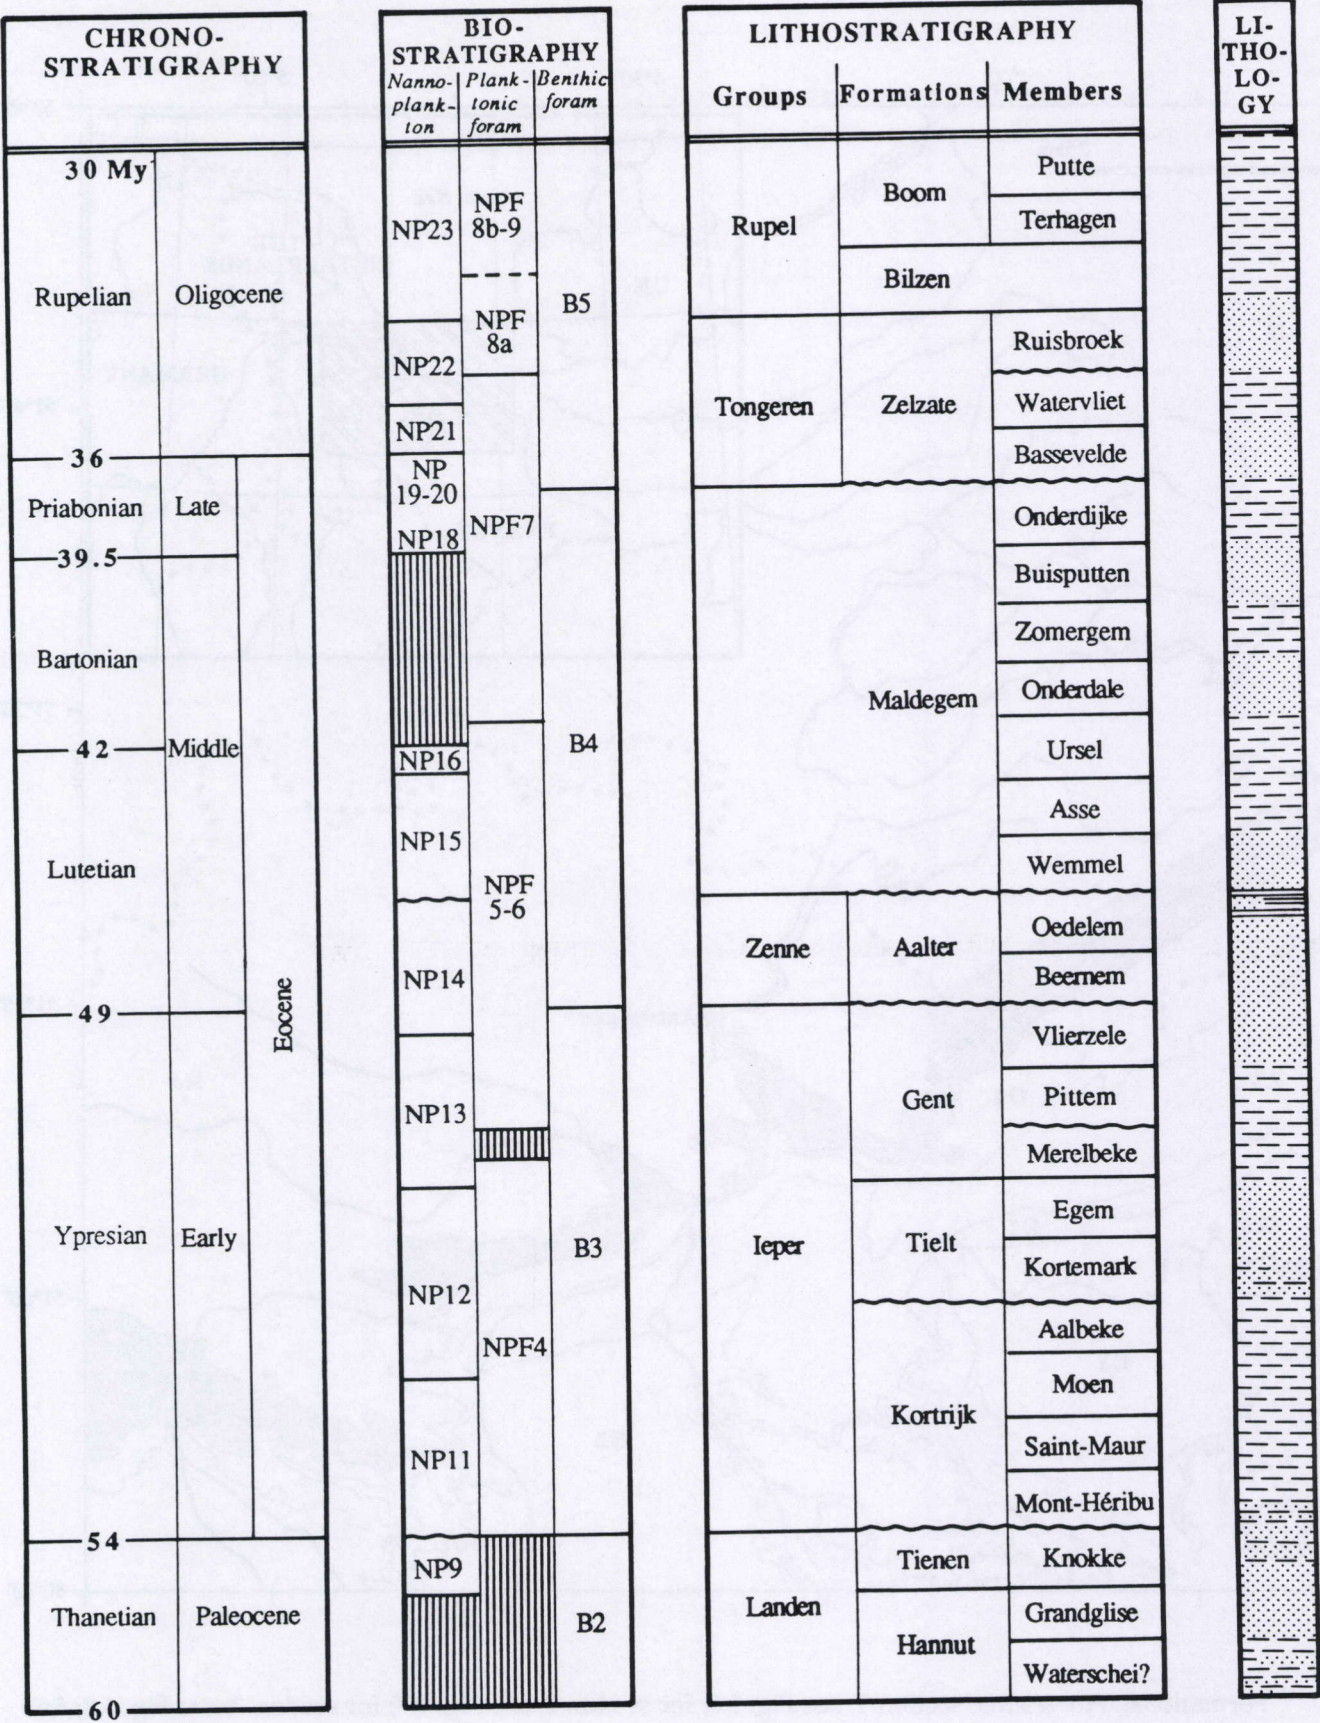 CHRONO-
STRATIGRAPHY
30 My
Rupelian
Oligocene
36
Priabonian
Late
39.5
Bartonian
42
Middle
Lutetian
49
Eocene
Ypresian
Early
54
Thanetian
Paleocene
60
BIO-
STRATIGRAPHY
Nanno-
plank-
ton
Plank-
tonic
foram
Benthic
foram
NP23
NP22
NP21
NP
19-20
NP18
NP16
NP15
NP14
NP13
NP12
NP11
NP9
NPF
8b-9
NPF
8a
NPF7
NPF
5-6
NPF4
B5
B4
B3
B2
LITHOSTRATIGRAPHY
Groups
Formations
Members
Rupel
Tongeren
Zenne
Ieper
Landen
Boom
Bilzen
Zelzate
Maldegem
Aalter
Gent
Tielt
Kortrijk
Tienen
Hannut
Putte
Terhagen
Ruisbroek
Watervliet
Bassevelde
Onderdijke
Buisputten
Zomergem
Onderdale
Ursel
Asse
Wemmel
Oedelem
Beernem
Vlierzele
Pittem
Merelbeke
Egem
Kortemark
Aalbeke
Moen
Saint-Maur
Mont-Héribu
Knokke
Grandglise
Waterschei?
LI-
THO-
LO-
GY